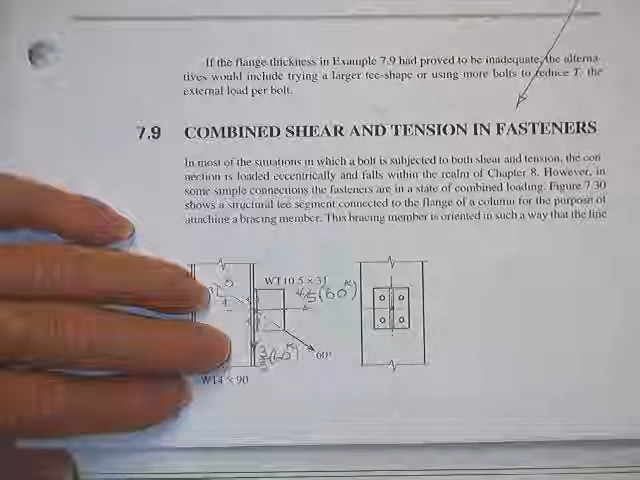 If the flange thickness in Example 7.9 had proved to be inadequate, the alterna-
tives would include trying a larger tee-shape or using more bolts to reduce T, the
external load per bolt.
7.9 COMBINED SHEAR AND TENSION IN FASTENERS
In most of the situations in which a bolt is subjected to both shear and tension, the con
nection is loaded eccentrically and falls within the realm of Chapter 8. However, in
some simple connections the fasteners are in a state of combined loading. Figure 7.30
shows a structural tee segment connected to the flange of a column for the purpose of
attaching a bracing member. This bracing member is oriented in such a way that the line
WT10.5 × 31
4/5(60ᴷ)
3/5(60ᴷ)
60ᴷ
W14 × 90